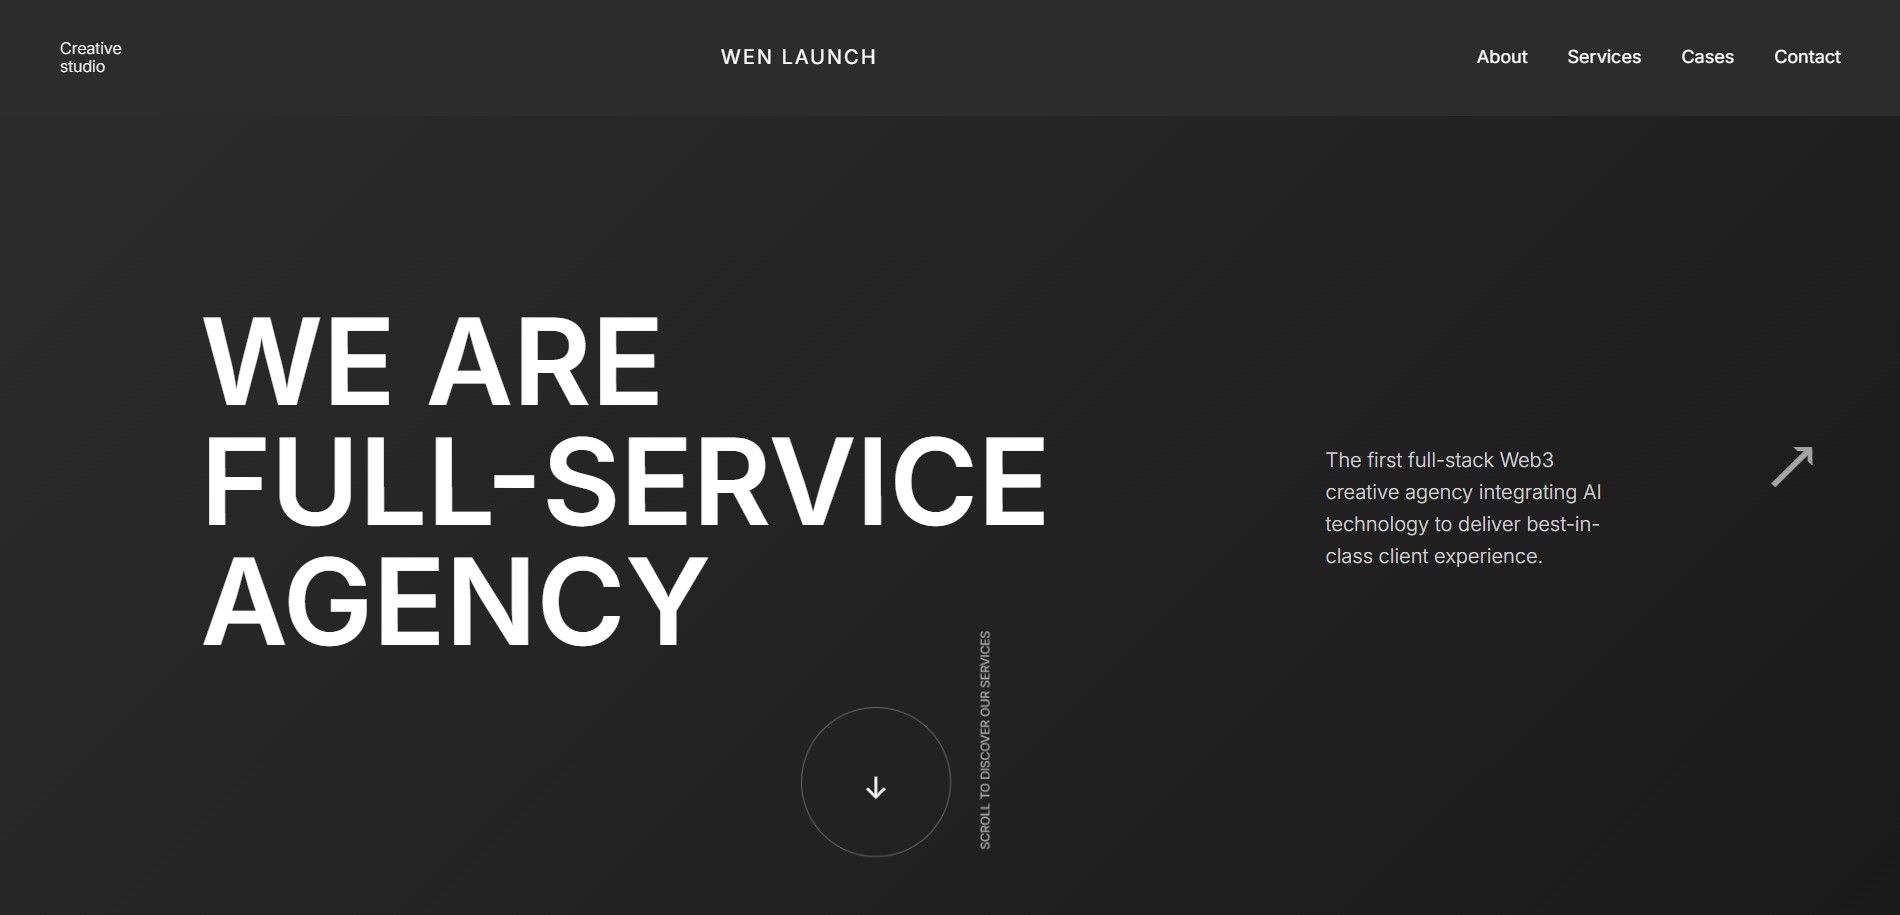 Creative
studio
WEN LAUNCH
About
Services
Cases
Contact
WE ARE
FULL-SERVICE
AGENCY
The first full-stack Web3
creative agency integrating AI
technology to deliver best-in-
class client experience.
SCROLL TO DISCOVER OUR SERVICES